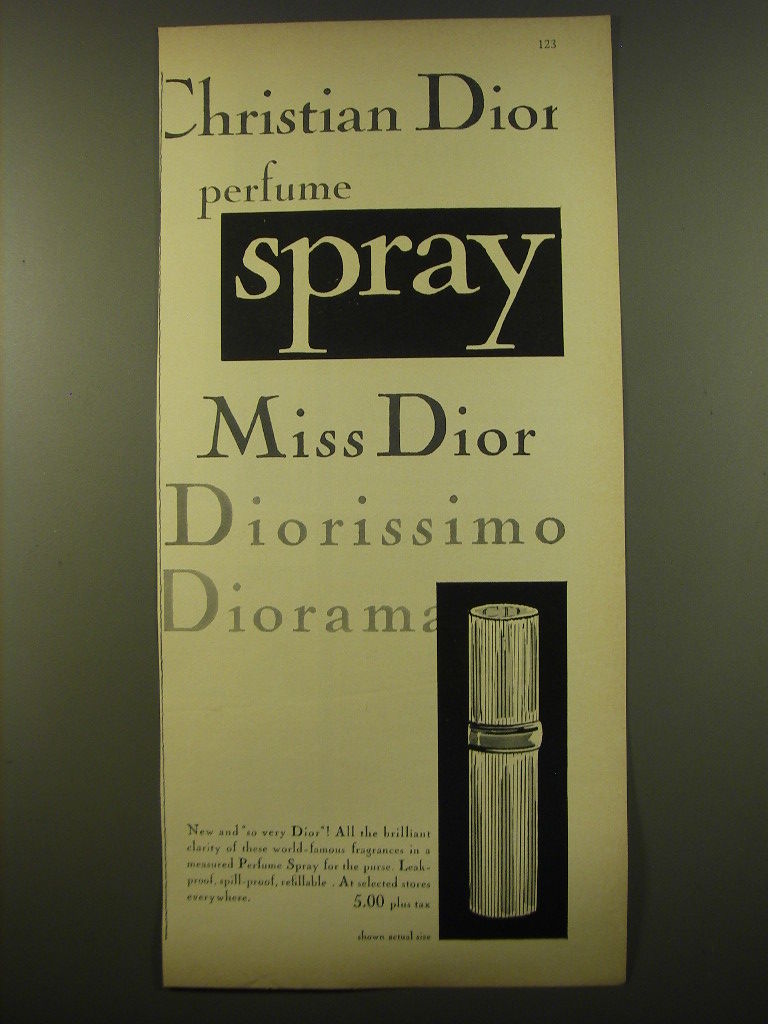 123
Christian Dior
perfume
spray
Miss Dior
Diorissimo
Diorama
CD
New and "so very Dior"! All the brilliant
clarity of these world-famous fragrances in a
measured Perfume Spray for the purse. Leak-
proof, spill-proof, refillable . At selected stores
everywhere. 5.00 plus tax
shown actual size